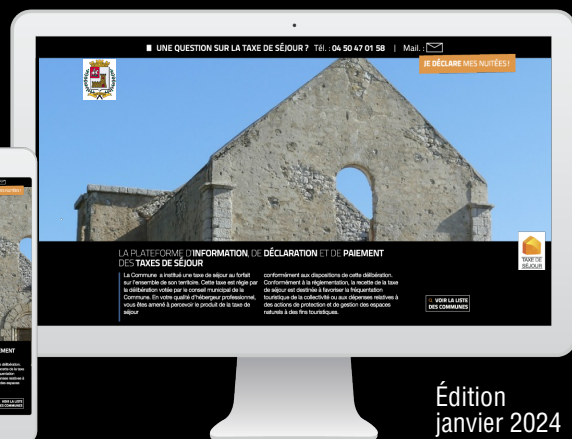 UNE QUESTION SUR LA TAXE DE SÉJOUR ? Tél. : 04 50 47 01 58 | Mail. :
JE DÉCLARE MES NUITÉES !
LA PLATEFORME D'INFORMATION, DE DÉCLARATION ET DE PAIEMENT
DES TAXES DE SÉJOUR
La Commune a institué une taxe de séjour au forfait
sur l'ensemble de son territoire. Cette taxe est régie par
la délibération votée par le conseil municipal de la
Commune. En votre qualité d'hébergeur professionnel,
vous êtes amené à percevoir le produit de la taxe de
séjour
conformément aux dispositions de cette délibération.
Conformément à la réglementation, la recette de la taxe
de séjour est destinée à favoriser la fréquentation
touristique de la collectivité ou aux dépenses relatives à
des actions de protection et de gestion des espaces
naturels à des fins touristiques.
TAXE DE
SÉJOUR
VOIR LA LISTE
DES COMMUNES
EMENT
VOIR LA LISTE
DES COMMUNES
Édition
janvier 2024